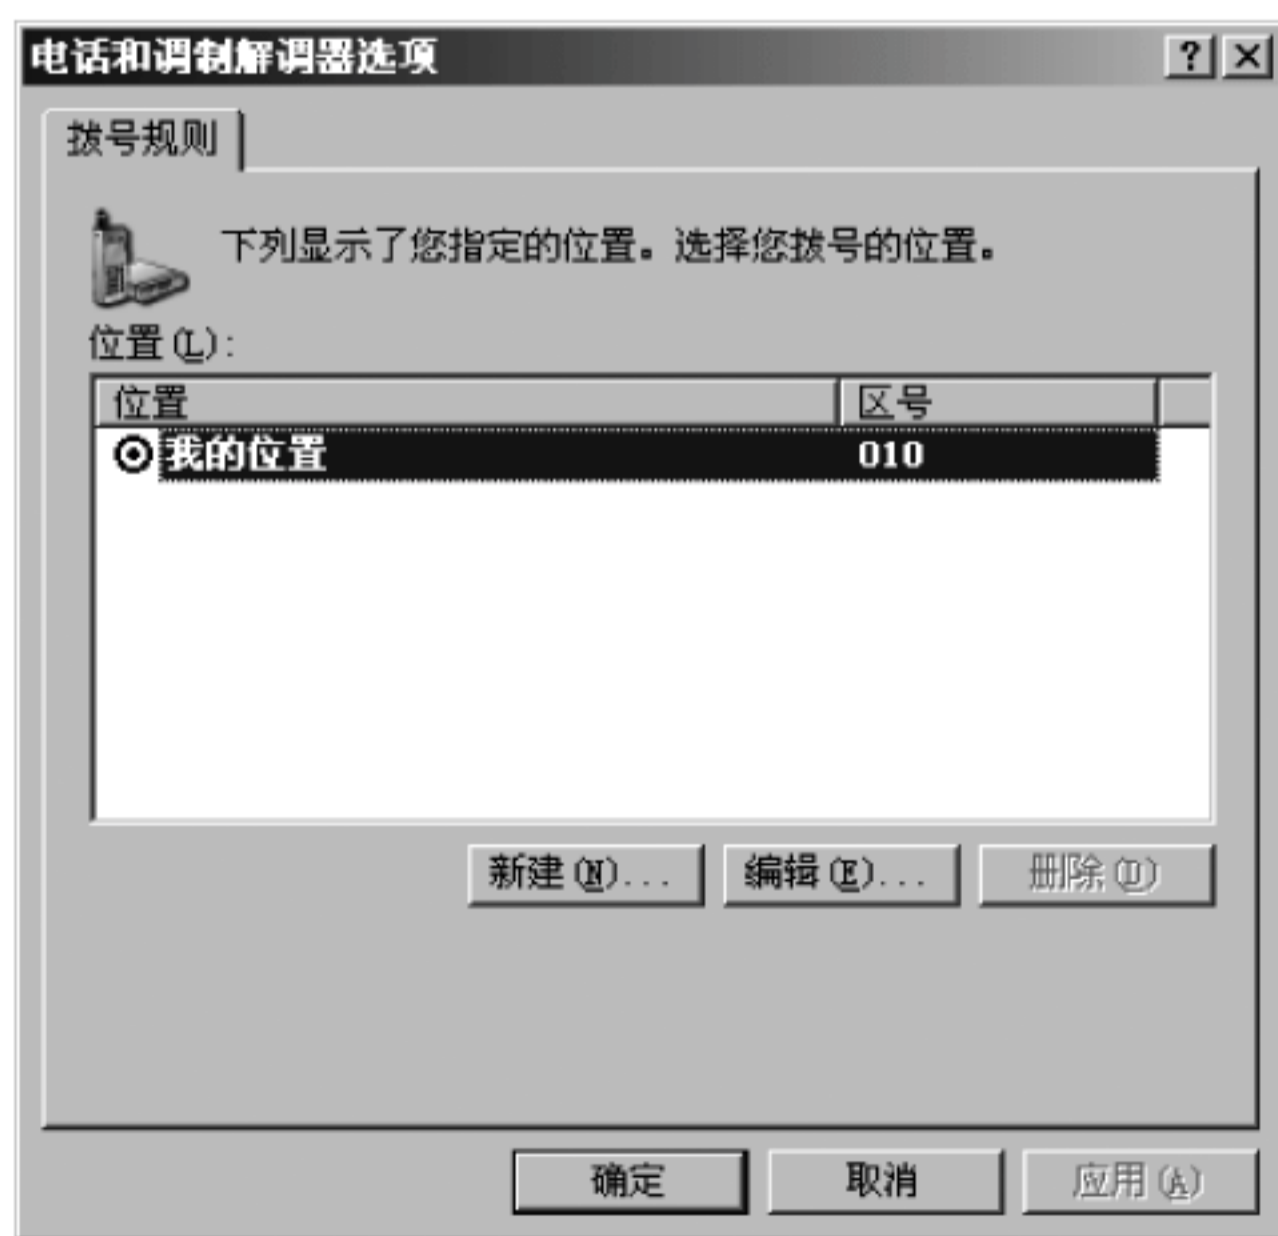 电话和调制解调器选项
拨号规则
下列显示了您指定的位置。选择您拨号的位置。
位置(L):
位置 区号
我的位置 010
新建(N)... 编辑(E)... 删除(D)
确定 取消 应用(A)